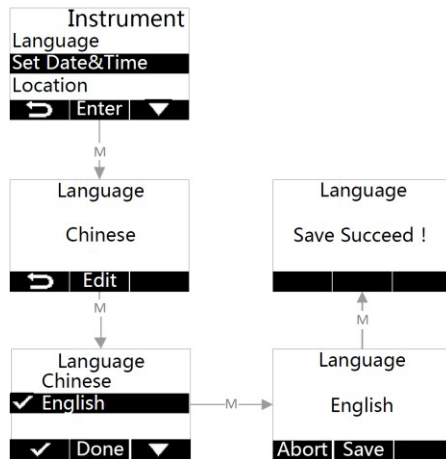 Instrument
Language
Set Date&Time
Location
Enter
M
Language
Chinese
Edit
M
Language
Chinese
English
Done
M
Language
English
Abort Save
M
Language
Save Succeed !